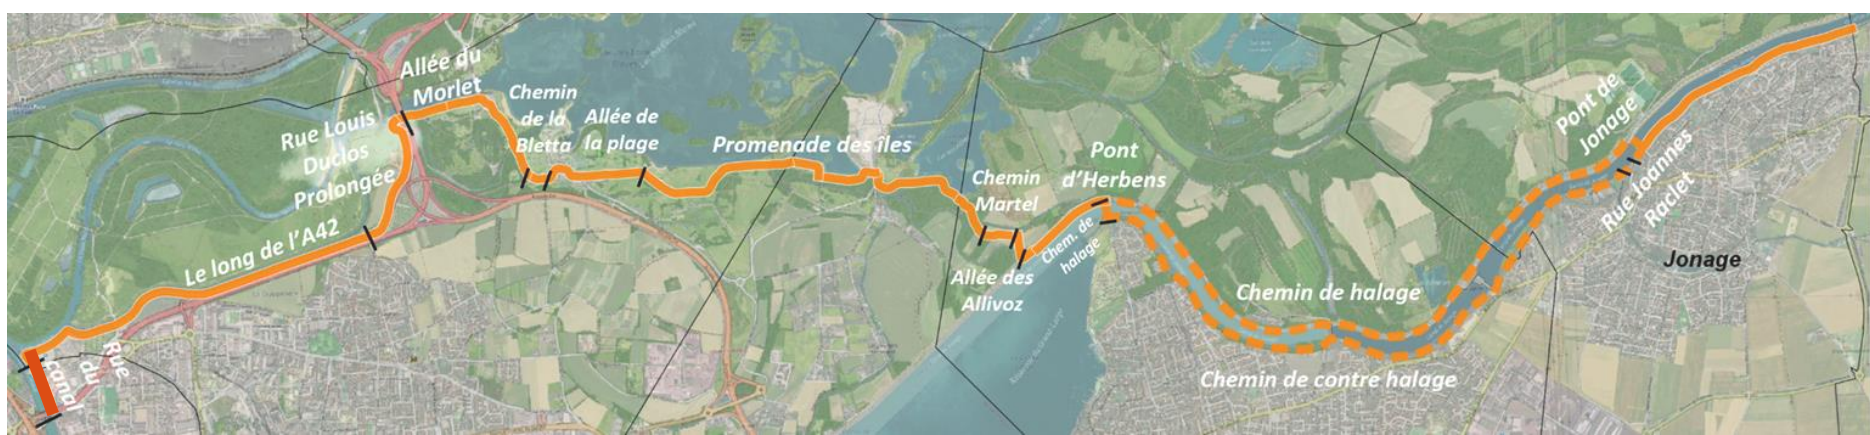 Allée du
Morlet
Rue Louis
Duclos
Prolongée
Le long de l'A42
Rue
du
Canal
Chemin
de la
Bletta
Allée de
la plage
Promenade des îles
Chemin
Martel
Allée des
Allivoz
Chem. de
halage
Pont
d'Herbens
Chemin de halage
Chemin de contre halage
Pont de
Jonage
Rue Joannes
Raclet
Jonage